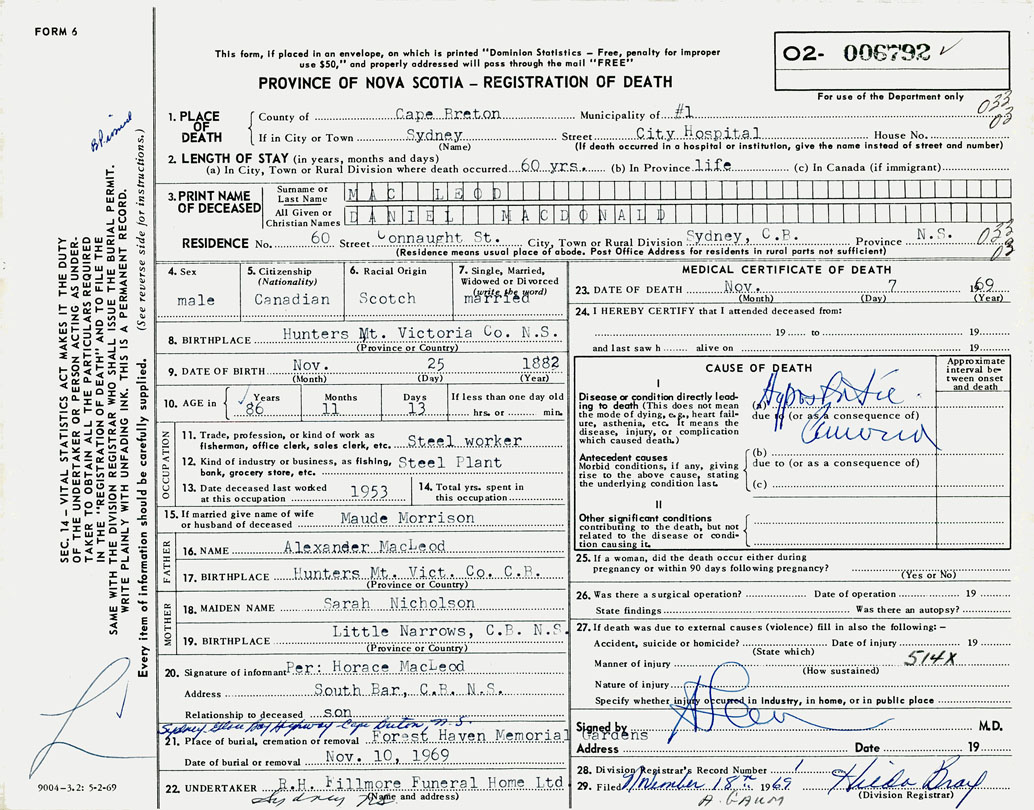 FORM 6
This form, if placed in an envelope, on which is printed "Dominion Statistics – Free, penalty for improper
use $50," and properly addressed will pass through the mail "FREE"
O2- 006792
PROVINCE OF NOVA SCOTIA – REGISTRATION OF DEATH
For use of the Department only
033
03
1. PLACE OF DEATH
County of Cape Breton Municipality of #1
If in City or Town Sydney Street City Hospital House No.
(Name) (If death occurred in a hospital or institution, give the name instead of street and number)
2. LENGTH OF STAY (in years, months and days)
(a) In City, Town or Rural Division where death occurred 60 yrs. (b) In Province life (c) In Canada (if immigrant)
3. PRINT NAME OF DECEASED
Surname or Last Name MAC LEOD
All Given or Christian Names DANIEL MACDONALD
RESIDENCE No. 60 Street Connaught St. City, Town or Rural Division Sydney, C.B. Province N.S.
033
03
(Residence means usual place of abode. Post Office Address for residents in rural parts not sufficient)
4. Sex
male
5. Citizenship
(Nationality)
Canadian
6. Racial Origin
Scotch
7. Single, Married,
Widowed or Divorced
(write the word)
married
8. BIRTHPLACE Hunters Mt. Victoria Co. N.S.
(Province or Country)
9. DATE OF BIRTH Nov. 25 1882
(Month) (Day) (Year)
10. AGE in
Years Months Days If less than one day old
86 11 13 hrs. or min.
OCCUPATION
11. Trade, profession, or kind of work as
fisherman, office clerk, sales clerk, etc. Steel worker
12. Kind of industry or business, as fishing,
bank, grocery store, etc. Steel Plant
13. Date deceased last worked
at this occupation 1953
14. Total yrs. spent in
this occupation
15. If married give name of wife
or husband of deceased Maude Morrison
FATHER
16. NAME Alexander MacLeod
17. BIRTHPLACE Hunters Mt. Vict. Co. C.B.
(Province or Country)
MOTHER
18. MAIDEN NAME Sarah Nicholson
19. BIRTHPLACE Little Narrows, C.B. N.S.
(Province or Country)
20. Signature of informant Per: Horace MacLeod
Address South Bar, C.B. N.S.
Relationship to deceased son
Sydney Glace Bay Highway Cape Breton, N.S.
21. Place of burial, cremation or removal Forest Haven Memorial Gardens
Date of burial or removal Nov. 10, 1969
22. UNDERTAKER R.H. Fillmore Funeral Home Ltd
(Name and address)
Sydney NS
MEDICAL CERTIFICATE OF DEATH
23. DATE OF DEATH Nov. 7 1969
(Month) (Day) (Year)
24. I HEREBY CERTIFY that I attended deceased from:
19 to 19
and last saw h alive on 19
CAUSE OF DEATH
Approximate
interval be-
tween onset
and death
I
Disease or condition directly lead-
ing to death (This does not mean
the mode of dying, e.g., heart fail-
ure, asthenia, etc. It means the
disease, injury, or complication
which caused death.)
(a) Hypostatic
due to (or as a consequence of)
Antecedent causes
Morbid conditions, if any, giving
rise to the above cause, stating
the underlying condition last.
(b)
due to (or as a consequence of)
(c)
II
Other significant conditions
contributing to the death, but not
related to the disease or condi-
tion causing it.
25. If a woman, did the death occur either during
pregnancy or within 90 days following pregnancy?
(Yes or No)
26. Was there a surgical operation? Date of operation 19
State findings Was there an autopsy?
27. If death was due to external causes (violence) fill in also the following: –
Accident, suicide or homicide? Date of injury 19
(State which)
Manner of injury 514X
(How sustained)
Nature of injury
Specify whether injury occurred in Industry, in home, or in public place
Signed by M.D.
Address Date 19
28. Division Registrar's Record Number 1
29. Filed November 18th 1969 Hilda Bray
(Division Registrar)
A. GAUM
SEC. 14 – VITAL STATISTICS ACT MAKES IT THE DUTY
OF THE UNDERTAKER OR PERSON ACTING AS UNDER-
TAKER TO OBTAIN ALL THE PARTICULARS REQUIRED
IN THE "REGISTRATION OF DEATH" AND TO FILE THE
SAME WITH THE DIVISION REGISTRAR WHO SHALL ISSUE THE BURIAL PERMIT.
WRITE PLAINLY WITH UNFADING INK. THIS IS A PERMANENT RECORD.
Every item of information should be carefully supplied. (See reverse side for instructions.)
9004-3.2: 5-2-69